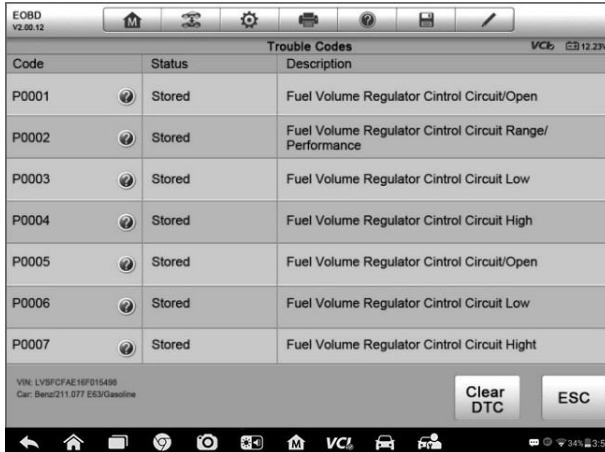 EOBD
V2.00.12
M
Trouble Codes
VCI
12.23V
Code Status Description
P0001 ? Stored Fuel Volume Regulator Cintrol Circuit/Open
P0002 ? Stored Fuel Volume Regulator Cintrol Circuit Range/
Performance
P0003 ? Stored Fuel Volume Regulator Cintrol Circuit Low
P0004 ? Stored Fuel Volume Regulator Cintrol Circuit High
P0005 ? Stored Fuel Volume Regulator Cintrol Circuit/Open
P0006 ? Stored Fuel Volume Regulator Cintrol Circuit Low
P0007 ? Stored Fuel Volume Regulator Cintrol Circuit Hight
VIN: LVSFCFAE16F015498
Car: Benz/211.077 E63/Gasoline
Clear
DTC
ESC
M VCI 34% 3:5